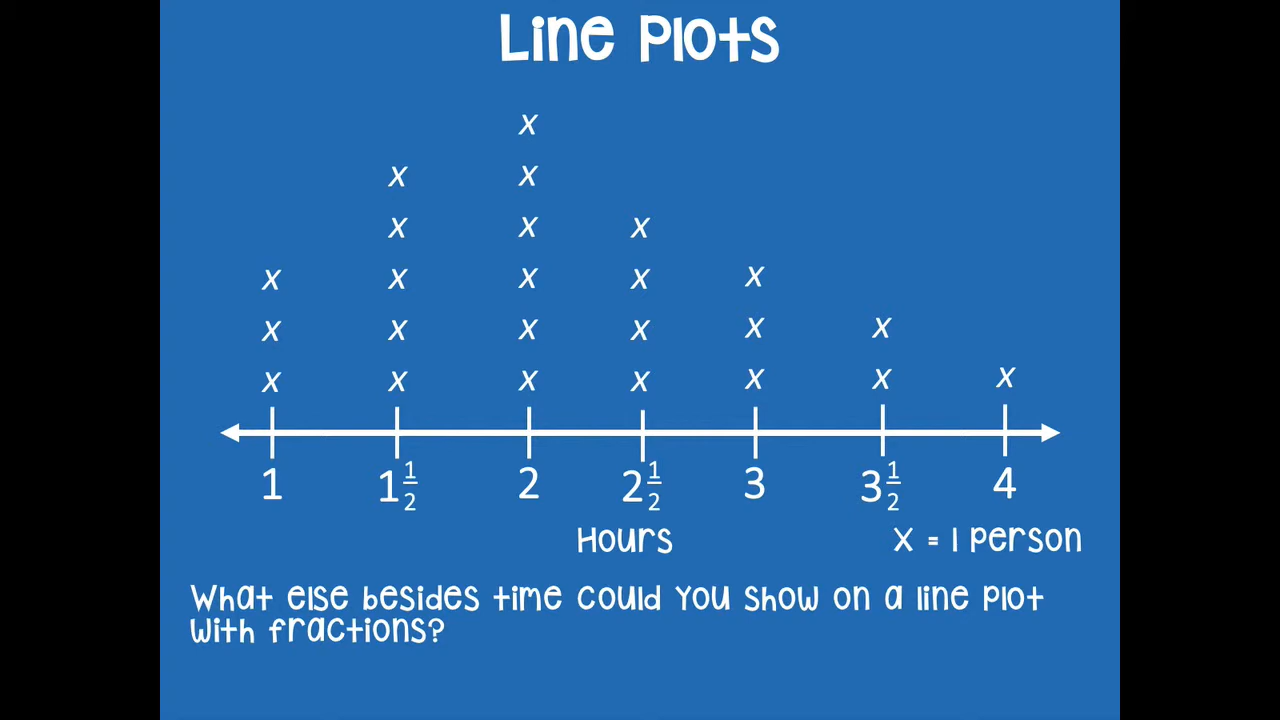 Line Plots
x
x x
x x x
x x x x x
x x x x x x
x x x x x x x
1 1 1/2 2 2 1/2 3 3 1/2 4
Hours X = 1 person
What else besides time could you show on a line plot
with fractions?